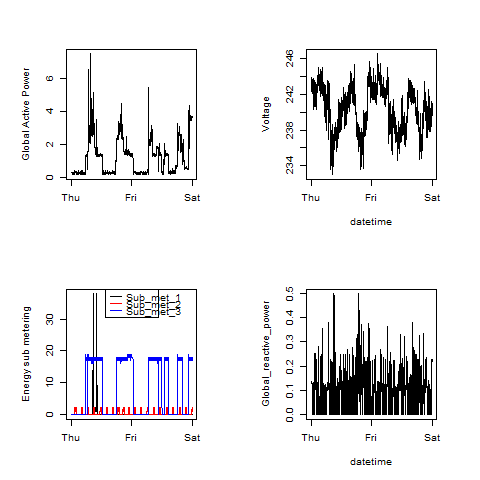 Global Active Power
0 2 4 6
Thu Fri Sat
Voltage
234 238 242 246
Thu Fri Sat
datetime
Energy sub metering
0 10 20 30
Sub_met_1
Sub_met_2
Sub_met_3
Thu Fri Sat
Global_reactive_power
0.0 0.1 0.2 0.3 0.4 0.5
Thu Fri Sat
datetime